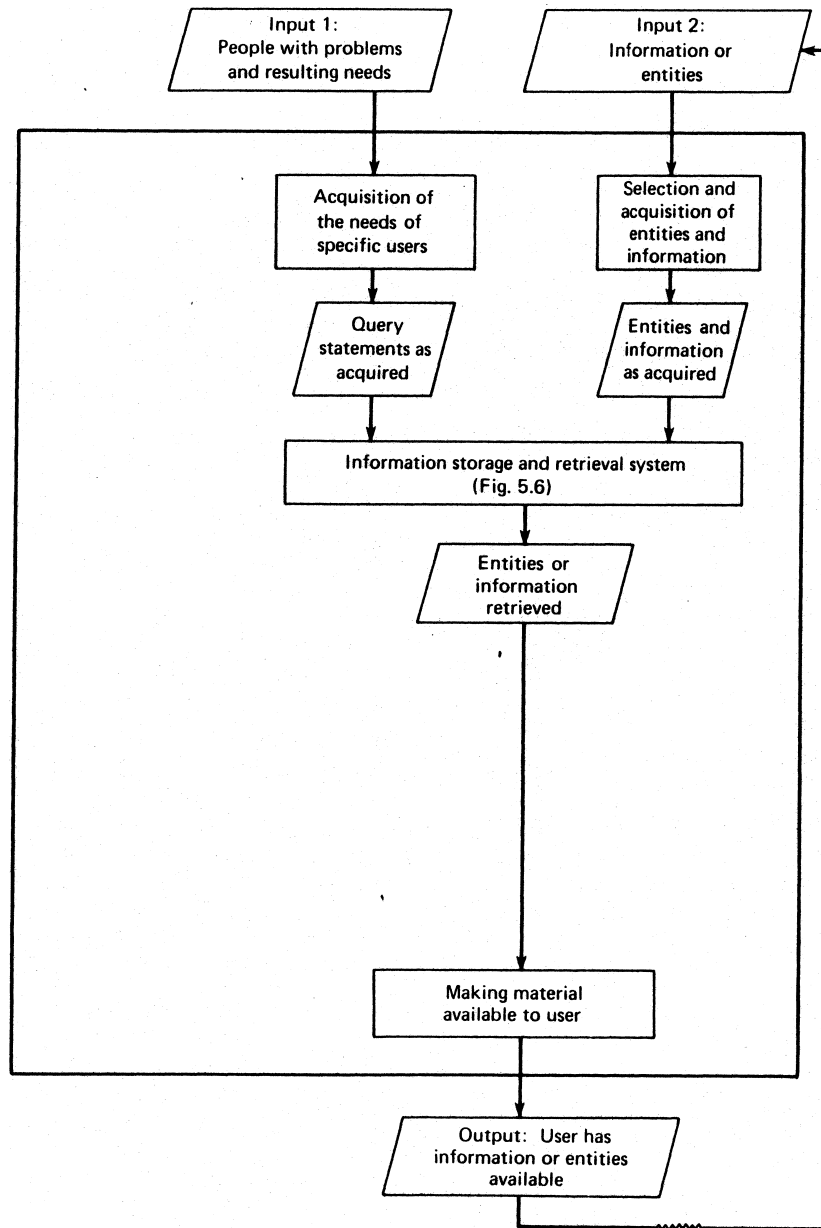 Input 1:
People with problems
and resulting needs
Input 2:
Information or
entities
Acquisition of
the needs of
specific users
Selection and
acquisition of
entities and
information
Query
statements as
acquired
Entities and
information
as acquired
Information storage and retrieval system
(Fig. 5.6)
Entities or
information
retrieved
Making material
available to user
Output: User has
information or entities
available